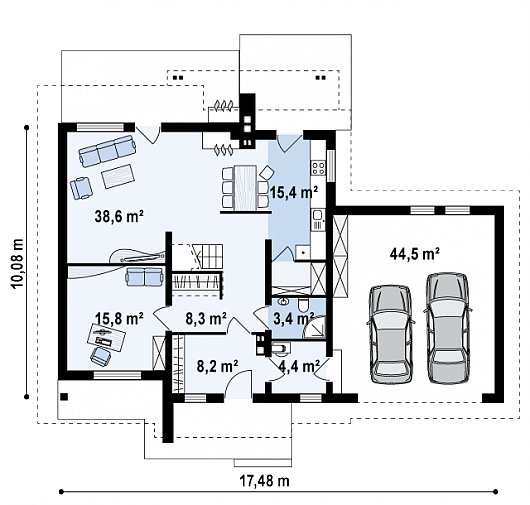 15,4 m²
38,6 m²
44,5 m²
10,08 m
15,8 m²
8,3 m²
3,4 m²
8,2 m²
4,4 m²
17,48 m